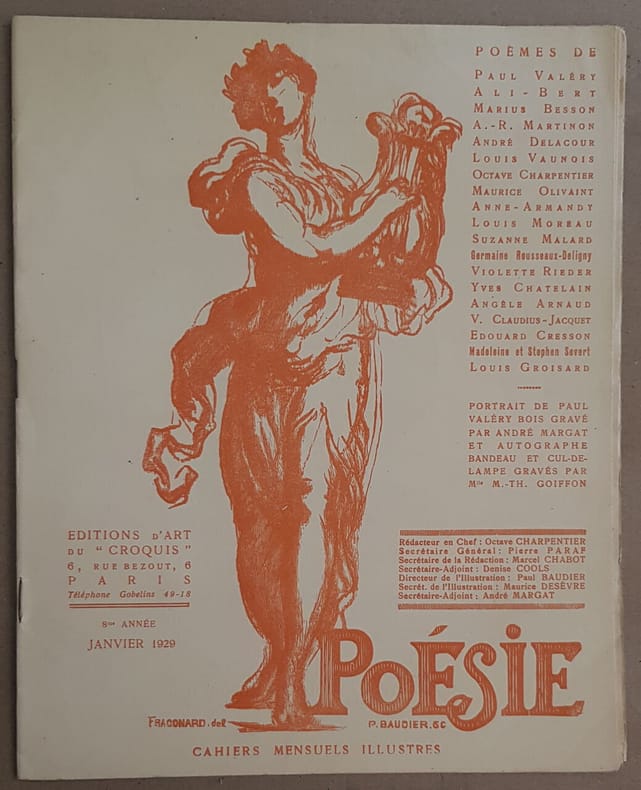 POÈMES DE
PAUL VALÉRY
ALI-BERT
MARIUS BESSON
A.-R. MARTINON
ANDRÉ DELACOUR
LOUIS VAUNOIS
OCTAVE CHARPENTIER
MAURICE OLIVAINT
ANNE-ARMANDY
LOUIS MOREAU
SUZANNE MALARD
Germaine Rousseaux-Deligny
VIOLETTE RIEDER
YVES CHATELAIN
ANGÈLE ARNAUD
V. CLAUDIUS-JACQUET
EDOUARD CRESSON
Madeleine et Stephen Severt
LOUIS GROISARD
PORTRAIT DE PAUL
VALÉRY BOIS GRAVÉ
PAR ANDRÉ MARGAT
ET AUTOGRAPHE
BANDEAU ET CUL-DE-
LAMPE GRAVÉS PAR
Mlle M.-TH. GOIFFON
EDITIONS D'ART
DU "CROQUIS"
6, RUE BEZOUT, 6
PARIS
Téléphone Gobelins 49-18
8me ANNÉE
JANVIER 1929
Rédacteur en Chef : Octave CHARPENTIER
Secrétaire Général : Pierre PARAF
Secrétaire de la Rédaction : Marcel CHABOT
Secrétaire-Adjoint : Denise COOLS
Directeur de l'Illustration : Paul BAUDIER
Secrét. de l'Illustration : Maurice DESÈVRE
Secrétaire-Adjoint : André MARGAT
POÉSIE
FRAGONARD. del
P. BAUDIER. SC
CAHIERS MENSUELS ILLUSTRES